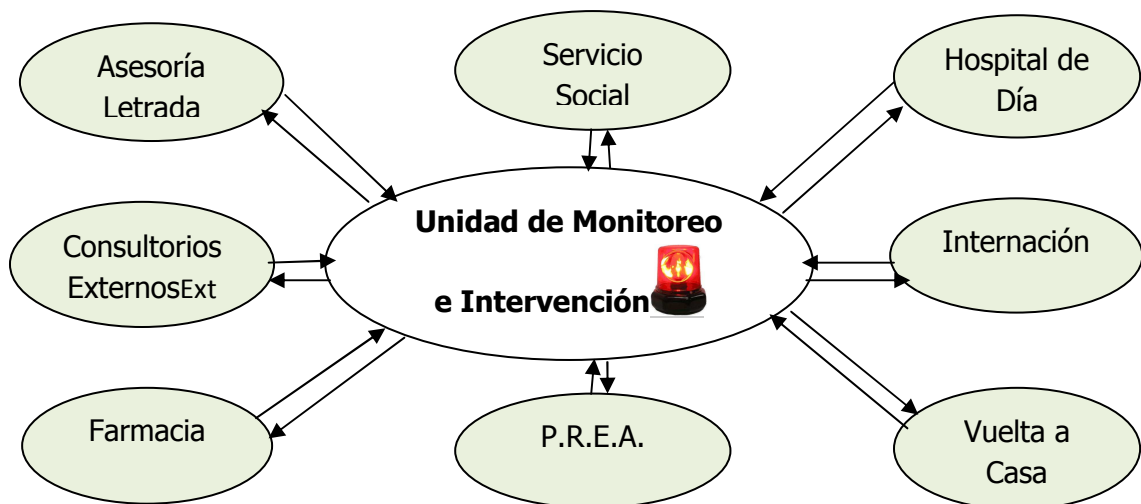 Asesoría
Letrada
Servicio
Social
Hospital de
Día
Unidad de Monitoreo
e Intervención
Consultorios
ExternosExt
Internación
Farmacia
P.R.E.A.
Vuelta a
Casa